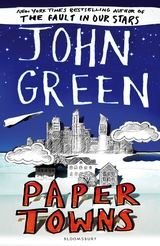 NEW YORK TIMES BESTSELLING AUTHOR OF
THE FAULT IN OUR STARS
JOHN
GREEN
PAPER
TOWNS
BLOOMSBURY